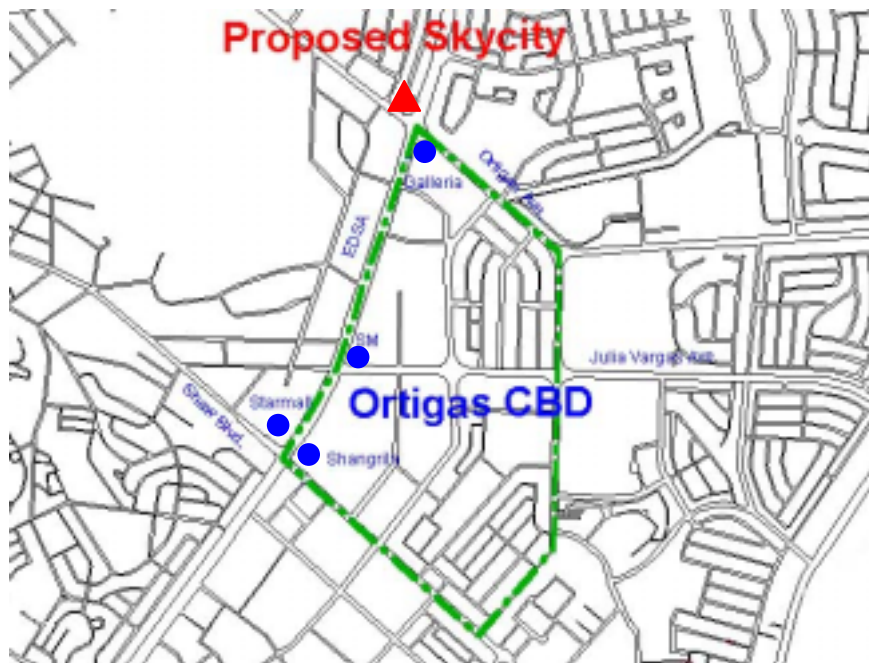 Proposed Skycity
Ortigas Ave.
Galleria
EDSA
SM
Julia Vargas Ave.
Starmall
Ortigas CBD
Shaw Blvd.
Shangrila